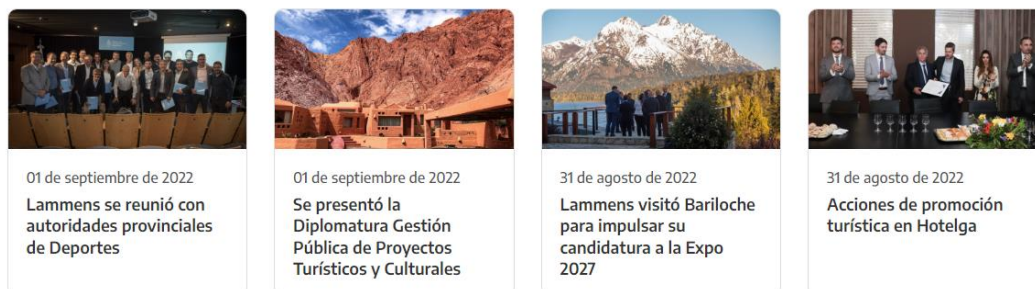 01 de septiembre de 2022
Lammens se reunió con
autoridades provinciales
de Deportes
01 de septiembre de 2022
Se presentó la
Diplomatura Gestión
Pública de Proyectos
Turísticos y Culturales
31 de agosto de 2022
Lammens visitó Bariloche
para impulsar su
candidatura a la Expo
2027
31 de agosto de 2022
Acciones de promoción
turística en Hotelga